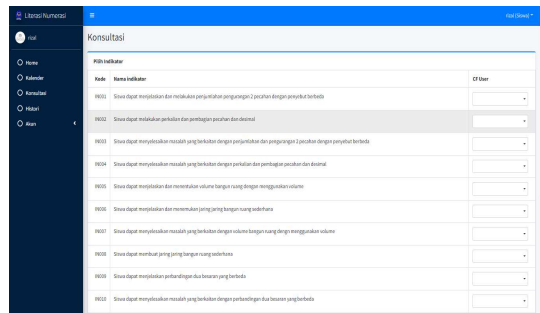 Literasi Numerasi
rizal (Siswa)
rizal
Home
Kalender
Konsultasi
Histori
Akun
Konsultasi
Pilih Indikator
Kode Nama indikator CF User
IN001 Siswa dapat menjelaskan dan melakukan penjumlahan pengurangan 2 pecahan dengan penyebut berbeda
IN002 Siswa dapat melakukan perkalian dan pembagian pecahan dan desimal
IN003 Siswa dapat menyelesaikan masalah yang berkaitan dengan penjumlahan dan pengurangan 2 pecahan dengan penyebut berbeda
IN004 Siswa dapat menyelesaikan masalah yang berkaitan dengan perkalian dan pembagian pecahan dan desimal
IN005 Siswa dapat menjelaskan dan menentukan volume bangun ruang dengan menggunakan volume
IN006 Siswa dapat menjelaskan dan menemukan jaring jaring bangun ruang sederhana
IN007 Siswa dapat menyelesaikan masalah yang berkaitan dengan volume bangun ruang dengn menggunakan volume
IN008 Siswa dapat membuat jaring jaring bangun ruang sederhana
IN009 Siswa dapat menjelaskan perbandingan dua besaran yang berbeda
IN010 Siswa dapat menyelesaikan masalah yang berkaitan dengan perbandingan dua besaran yang berbeda